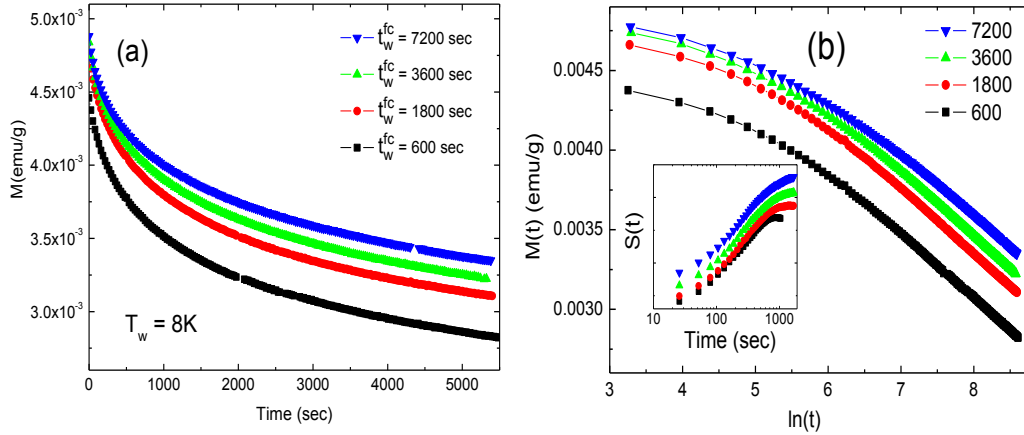 5.0x10⁻³
4.5x10⁻³
4.0x10⁻³
3.5x10⁻³
3.0x10⁻³
M(emu/g)
(a)
t_w^fc = 7200 sec
t_w^fc = 3600 sec
t_w^fc = 1800 sec
t_w^fc = 600 sec
T_w = 8K
0 1000 2000 3000 4000 5000
Time (sec)
0.0045
0.0040
0.0035
0.0030
M(t) (emu/g)
(b)
7200
3600
1800
600
S(t)
10 100 1000
Time (sec)
3 4 5 6 7 8
ln(t)